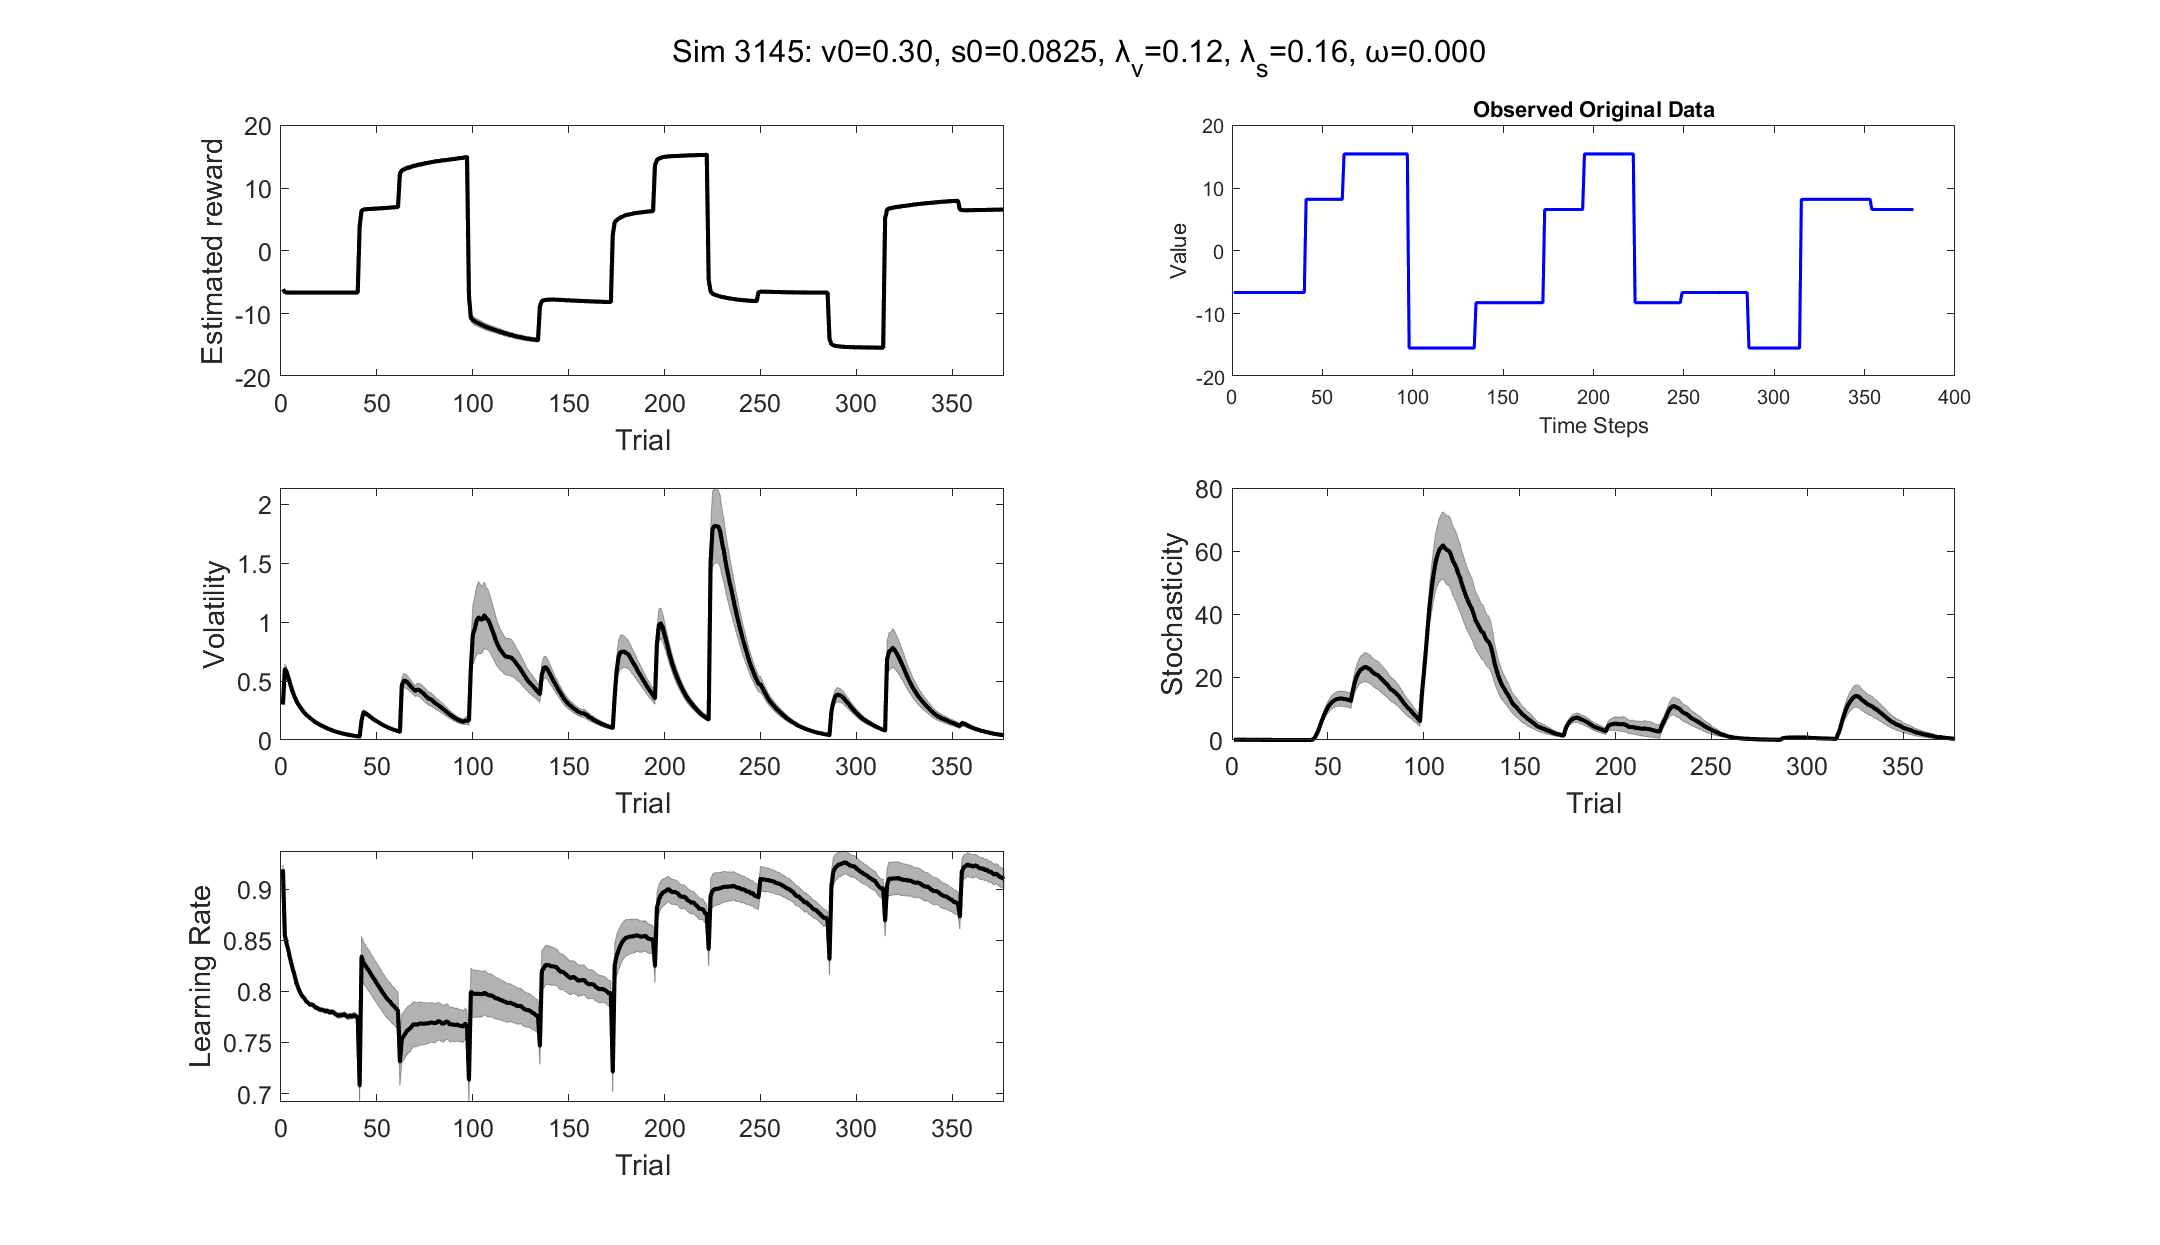 Sim 3145: v0=0.30, s0=0.0825, λ_v=0.12, λ_s=0.16, ω=0.000
Estimated reward
20
10
0
-10
-20
0 50 100 150 200 250 300 350
Trial
Observed Original Data
Value
20
10
0
-10
-20
0 50 100 150 200 250 300 350 400
Time Steps
Volatility
2
1.5
1
0.5
0
0 50 100 150 200 250 300 350
Trial
Stochasticity
80
60
40
20
0
0 50 100 150 200 250 300 350
Trial
Learning Rate
0.9
0.85
0.8
0.75
0.7
0 50 100 150 200 250 300 350
Trial